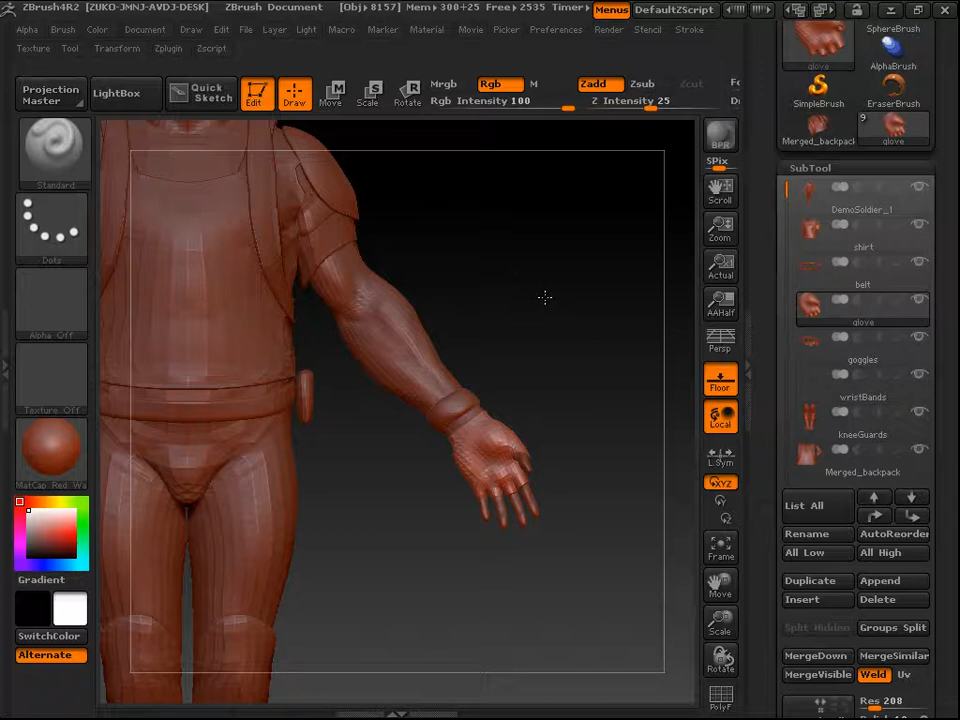 [ZUKO-JMNJ-AVDJ-DESK] ZBrush Document [Obj▸8157] Mem▸300+25 Free▸2535 Timer▸ Menus DefaultZScript
Alpha Brush Color Document Draw Edit File Layer Light Macro Marker Material Movie Picker Preferences Render Stencil Stroke
Texture Tool Transform Zplugin Zscript
Projection Master
LightBox
Quick Sketch
Edit
Draw
Move
Scale
Rotate
Mrgb Rgb M
Rgb Intensity 100
Zadd Zsub Zcut
Z Intensity 25
Standard
Dots
Alpha Off
Texture Off
MatCap Red Wa
Gradient
SwitchColor
Alternate
BPR
SPix
Scroll
Zoom
Actual
AAHalf
Persp
Floor
Local
L.Sym
XYZ
Frame
Move
Scale
Rotate
PolyF
glove
SphereBrush
AlphaBrush
SimpleBrush
EraserBrush
9
Merged_backpack
glove
SubTool
DemoSoldier_1
shirt
belt
glove
goggles
wristBands
kneeGuards
Merged_backpack
List All
Rename
AutoReorder
All Low
All High
Duplicate
Append
Insert
Delete
Split Hidden
Groups Split
MergeDown
MergeSimilar
MergeVisible
Weld
Uv
Res 208